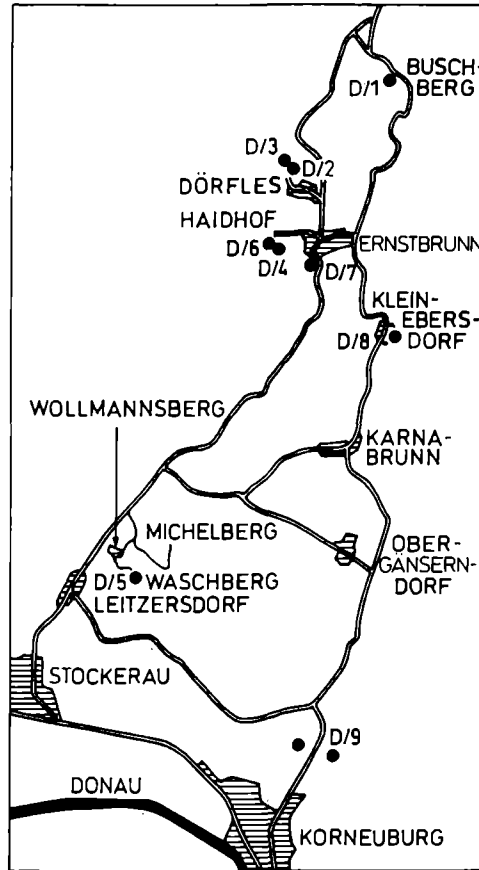 BUSCH-
BERG
D/1
D/3
D/2
DÖRFLES
HAIDHOF
D/6
D/4
D/7
ERNSTBRUNN
KLEIN-
EBERS-
DORF
D/8
WOLLMANNSBERG
KARNA-
BRUNN
MICHELBERG
OBER-
GÄNSERN-
DORF
D/5 WASCHBERG
LEITZERSDORF
STOCKERAU
D/9
DONAU
KORNEUBURG